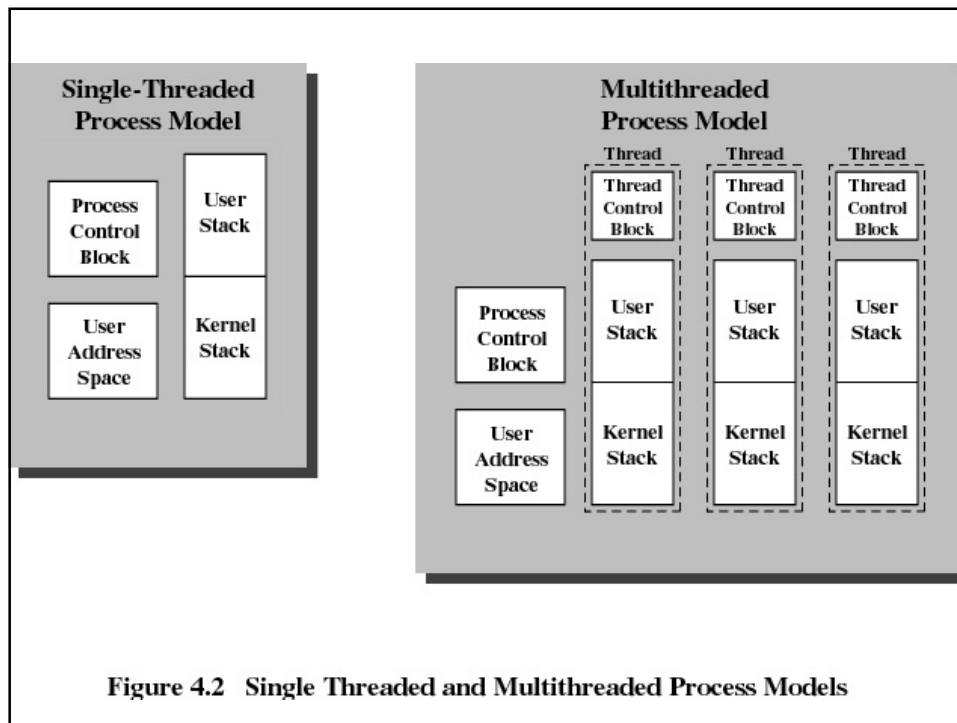 Single-Threaded
Process Model
Process
Control
Block
User
Stack
User
Address
Space
Kernel
Stack
Multithreaded
Process Model
Thread
Thread
Thread
Thread
Control
Block
Thread
Control
Block
Thread
Control
Block
Process
Control
Block
User
Stack
User
Stack
User
Stack
User
Address
Space
Kernel
Stack
Kernel
Stack
Kernel
Stack
Figure 4.2 Single Threaded and Multithreaded Process Models